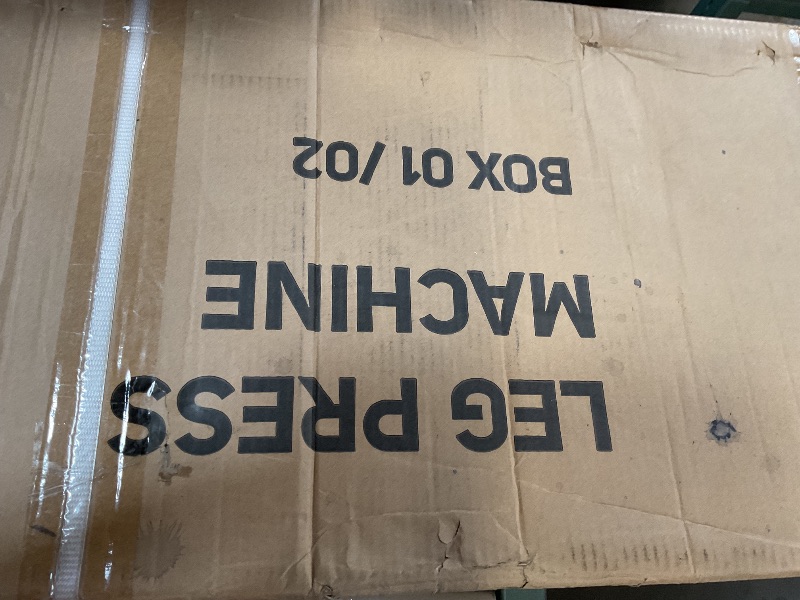 LEG PRESS
MACHINE
BOX 01/02